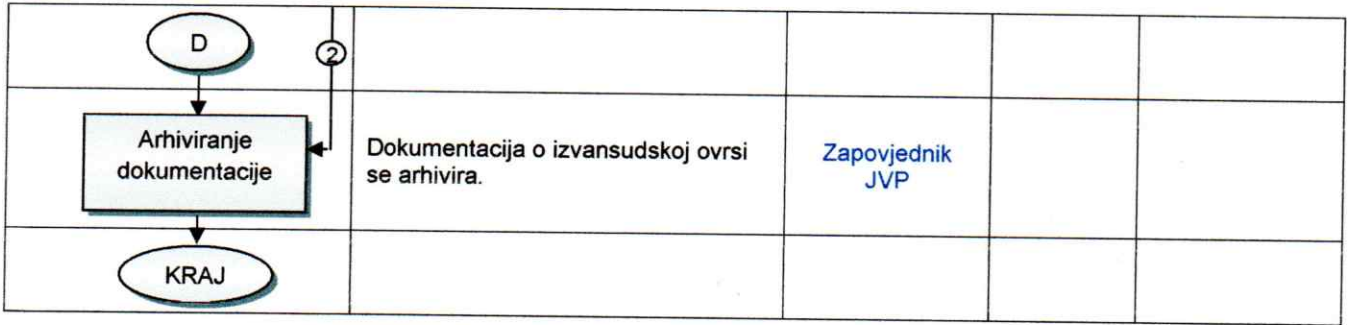 D
2
Arhiviranje
dokumentacije
Dokumentacija o izvansudskoj ovrsi
se arhivira.
Zapovjednik
JVP
KRAJ